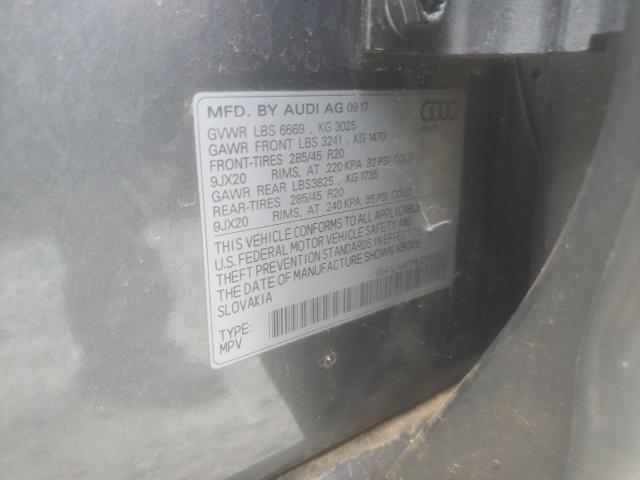 MFD. BY AUDI AG 09 17
GVWR LBS 6669 , KG 3025
GAWR FRONT LBS 3241 , KG 1470
FRONT-TIRES 285/45 R20
9JX20 RIMS, AT 220 KPA 32 PSI COLD
GAWR REAR LBS3825 , KG 1735
REAR-TIRES 285/45 R20
9JX20 RIMS, AT 240 KPA 35 PSI COLD
THIS VEHICLE CONFORMS TO ALL APPLICABLE
U.S. FEDERAL MOTOR VEHICLE SAFETY AND
THEFT PREVENTION STANDARDS IN EFFECT ON
THE DATE OF MANUFACTURE SHOWN ABOVE
SLOVAKIA
TYPE:
MPV
Audi